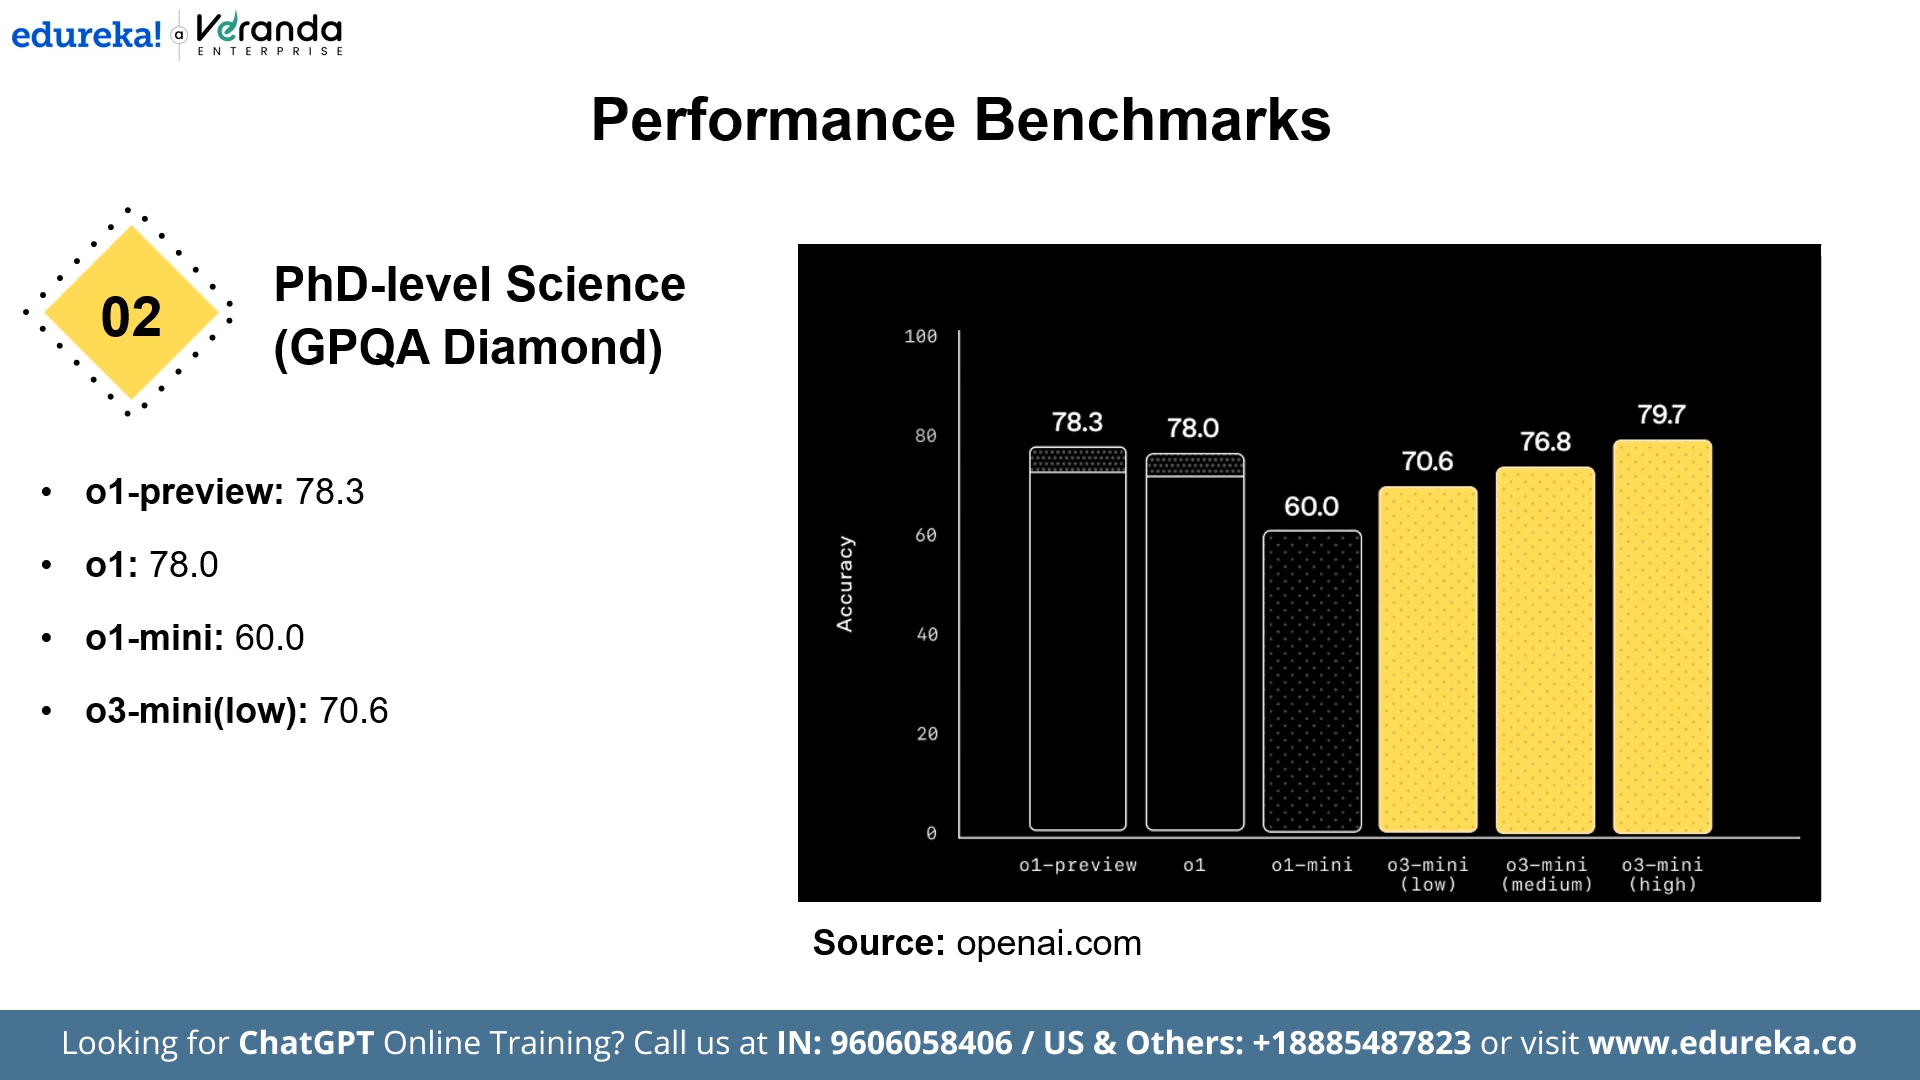 edureka! a Veranda
ENTERPRISE
Performance Benchmarks
02
PhD-level Science
(GPQA Diamond)
• o1-preview: 78.3
• o1: 78.0
• o1-mini: 60.0
• o3-mini(low): 70.6
Accuracy
100
80
60
40
20
0
78.3
78.0
60.0
70.6
76.8
79.7
o1-preview
o1
o1-mini
o3-mini
(low)
o3-mini
(medium)
o3-mini
(high)
Source: openai.com
Looking for ChatGPT Online Training? Call us at IN: 9606058406 / US & Others: +18885487823 or visit www.edureka.co